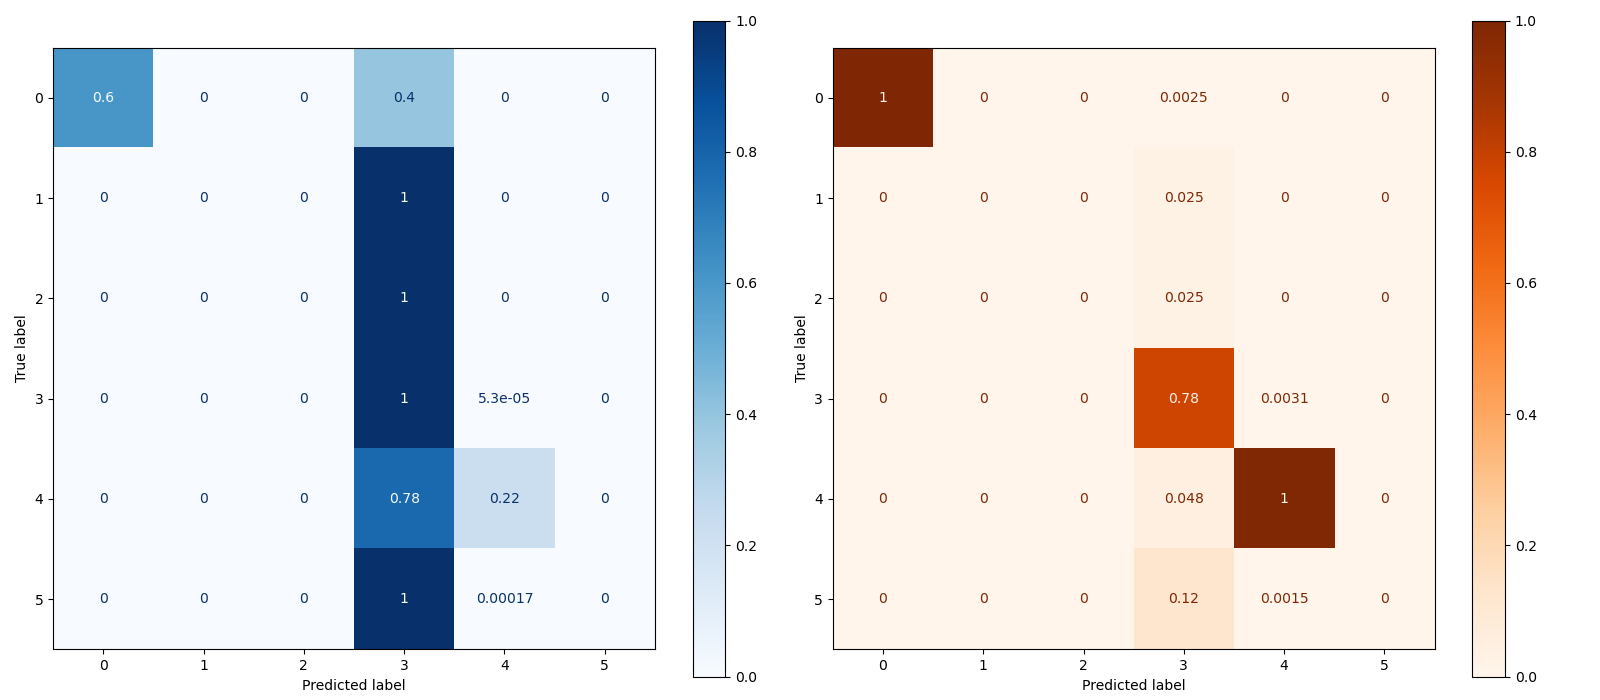 1.0
0.8
0.6
0.4
0.2
0.0
True label
0 0.6 0 0 0.4 0 0
1 0 0 0 1 0 0
2 0 0 0 1 0 0
3 0 0 0 1 5.3e-05 0
4 0 0 0 0.78 0.22 0
5 0 0 0 1 0.00017 0
0 1 2 3 4 5
Predicted label
1.0
0.8
0.6
0.4
0.2
0.0
True label
0 1 0 0 0.0025 0 0
1 0 0 0 0.025 0 0
2 0 0 0 0.025 0 0
3 0 0 0 0.78 0.0031 0
4 0 0 0 0.048 1 0
5 0 0 0 0.12 0.0015 0
0 1 2 3 4 5
Predicted label